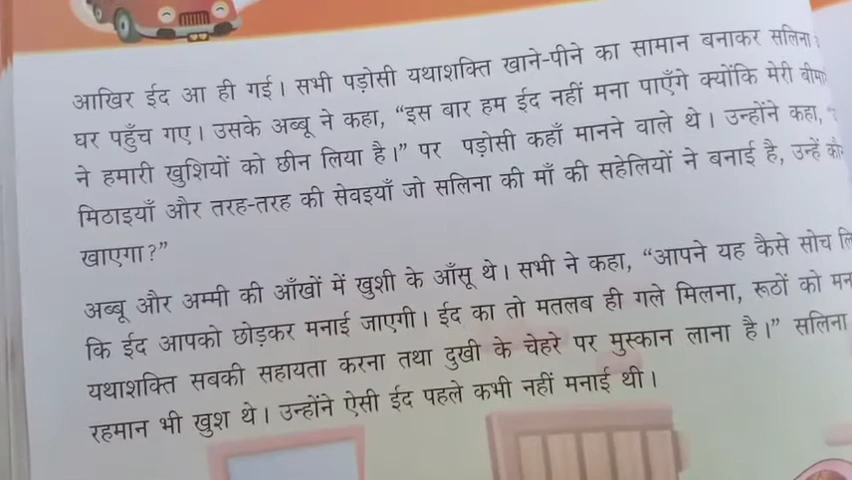 आखिर ईद आ ही गई। सभी पड़ोसी यथाशक्ति खाने-पीने का सामान बनाकर सलिना
घर पहुँच गए। उसके अब्बू ने कहा, “इस बार हम ईद नहीं मना पाएँगे क्योंकि मेरी
ने हमारी खुशियों को छीन लिया है।” पर पड़ोसी कहाँ मानने वाले थे। उन्होंने कहा, “
मिठाइयाँ और तरह-तरह की सेवइयाँ जो सलिना की माँ की सहेलियों ने बनाई है, उन्हें
खाएगा?”
अब्बू और अम्मी की आँखों में खुशी के आँसू थे। सभी ने कहा, “आपने यह कैसे सोच
कि ईद आपको छोड़कर मनाई जाएगी। ईद का तो मतलब ही गले मिलना, रूठों को
यथाशक्ति सबकी सहायता करना तथा दुखी के चेहरे पर मुस्कान लाना है।” सलिना
रहमान भी खुश थे। उन्होंने ऐसी ईद पहले कभी नहीं मनाई थी।